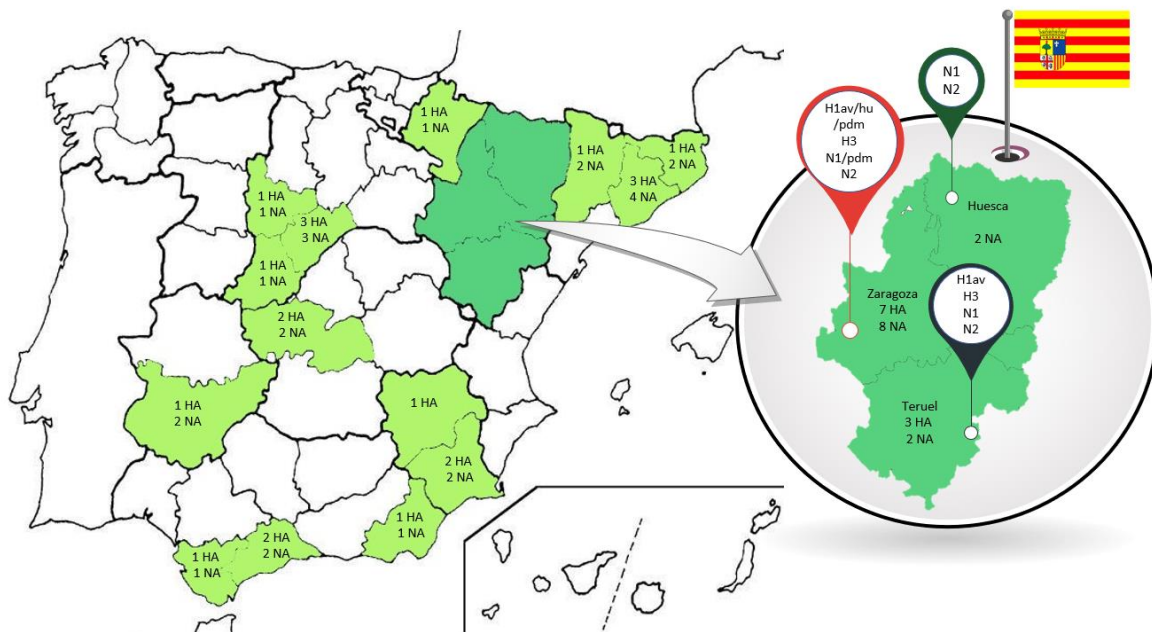 1 HA
1 NA
1 HA
2 NA
1 HA
2 NA
3 HA
4 NA
1 HA
1 NA
3 HA
3 NA
1 HA
1 NA
2 HA
2 NA
1 HA
2 NA
1 HA
2 HA
2 NA
1 HA
1 NA
2 HA
2 NA
1 HA
1 NA
N1
N2
H1av/hu
/pdm
H3
N1/pdm
N2
Huesca
2 NA
Zaragoza
7 HA
8 NA
H1av
H3
N1
N2
Teruel
3 HA
2 NA